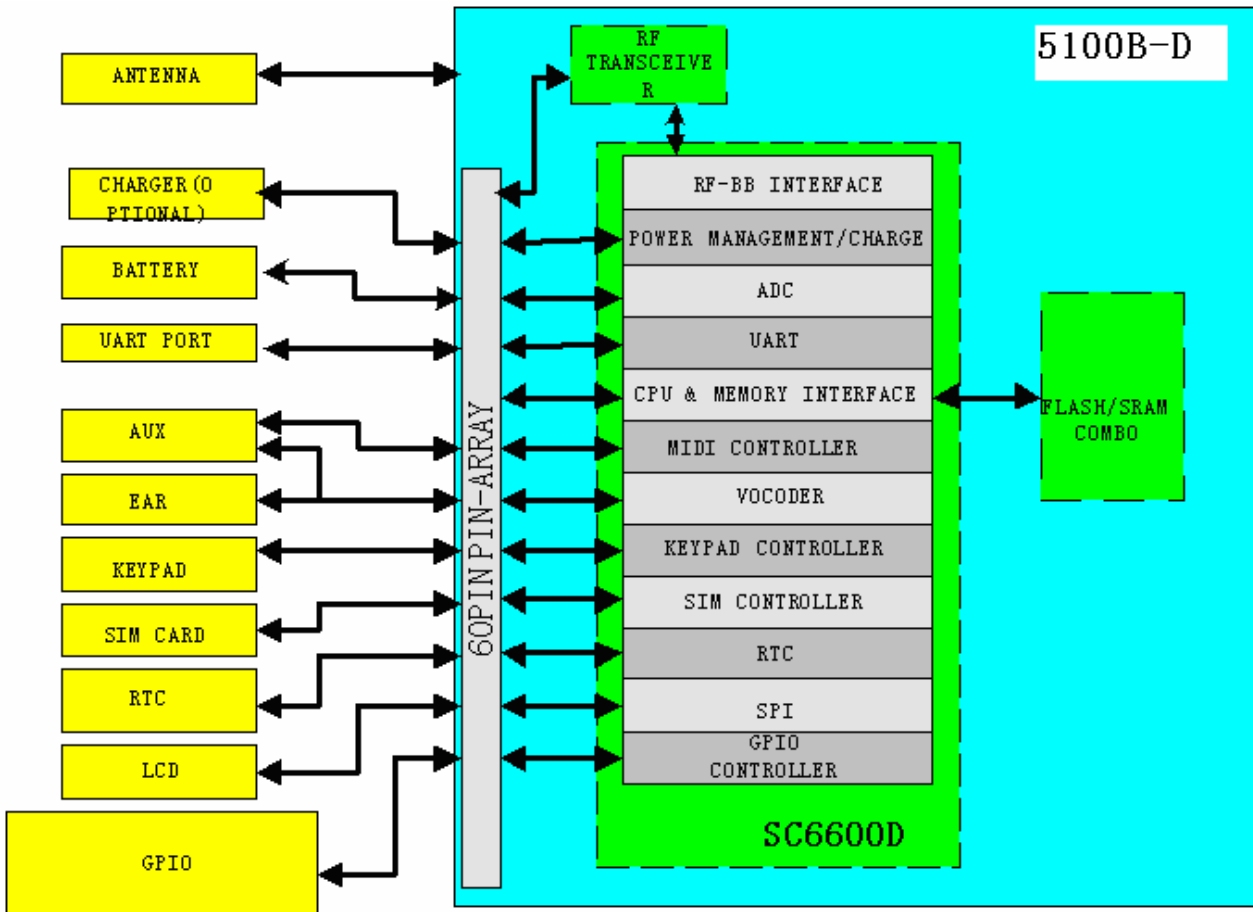 5100B-D
RF
TRANSCEIVE
R
ANTENNA
CHARGER(O
PTIONAL)
BATTERY
UART PORT
AUX
EAR
KEYPAD
SIM CARD
RTC
LCD
GPIO
60PIN PIN-ARRAY
RF-BB INTERFACE
POWER MANAGEMENT/CHARGE
ADC
UART
CPU & MEMORY INTERFACE
MIDI CONTROLLER
VOCODER
KEYPAD CONTROLLER
SIM CONTROLLER
RTC
SPI
GPIO
CONTROLLER
SC6600D
FLASH/SRAM
COMBO